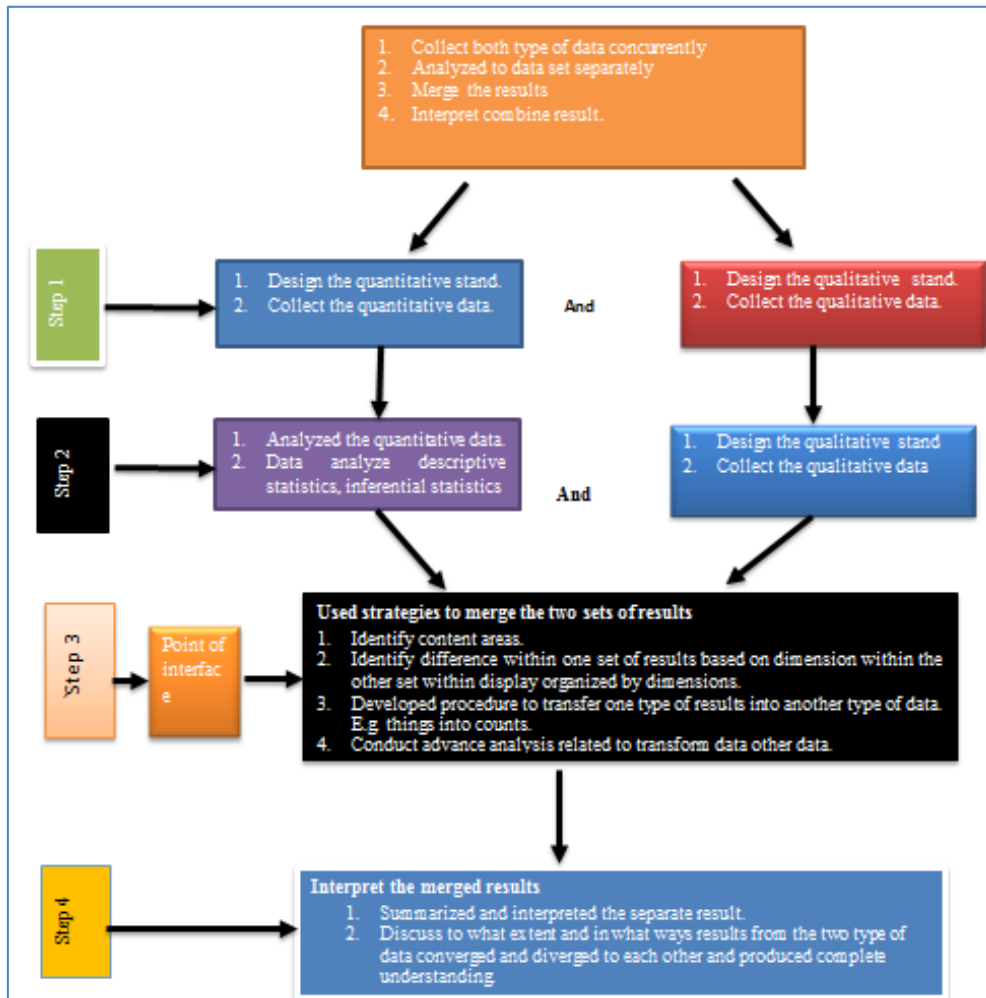 1. Collect both type of data concurrently
2. Analyzed to data set separately
3. Merge the results
4. Interpret combine result.
Step 1
1. Design the quantitative stand.
2. Collect the quantitative data.
And
1. Design the qualitative stand.
2. Collect the qualitative data.
Step 2
1. Analyzed the quantitative data.
2. Data analyze descriptive
statistics, inferential statistics
And
1. Design the qualitative stand
2. Collect the qualitative data
Step 3
Point of
interfac
e
Used strategies to merge the two sets of results
1. Identify content areas.
2. Identify difference within one set of results based on dimension within the
other set within display organized by dimensions.
3. Developed procedure to transfer one type of results into another type of data.
E.g. things into counts.
4. Conduct advance analysis related to transform data other data.
Step 4
Interpret the merged results
1. Summarized and interpreted the separate result.
2. Discuss to what extent and in what ways results from the two type of
data converged and diverged to each other and produced complete
understanding.